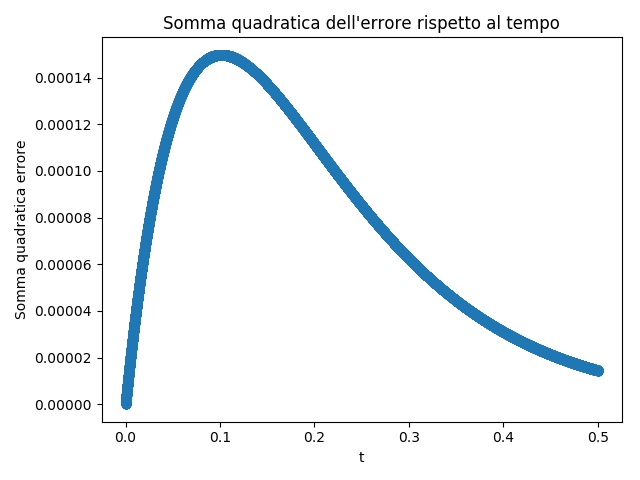 Somma quadratica dell'errore rispetto al tempo
Somma quadratica errore
0.00014
0.00012
0.00010
0.00008
0.00006
0.00004
0.00002
0.00000
0.0 0.1 0.2 0.3 0.4 0.5
t